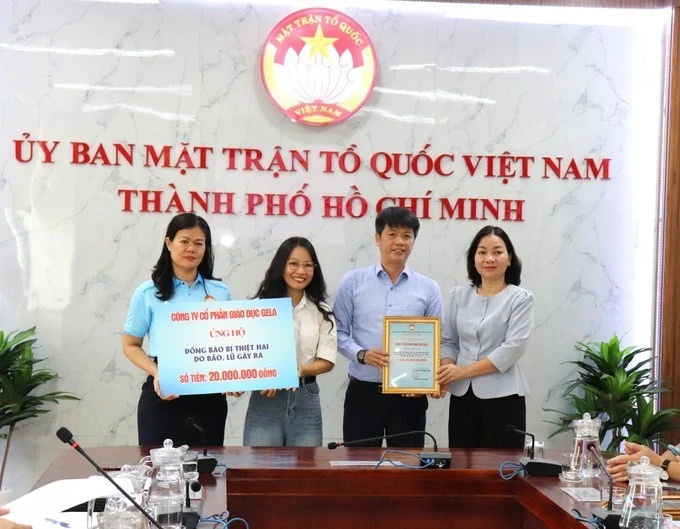 MẶT TRẬN TỔ QUỐC
VIỆT NAM
ỦY BAN MẶT TRẬN TỔ QUỐC VIỆT NAM
THÀNH PHỐ HỒ CHÍ MINH
CÔNG TY CỔ PHẦN GIÁO DỤC GELA
ỦNG HỘ
ĐỒNG BÀO BỊ THIỆT HẠI
DO BÃO, LŨ GÂY RA
SỐ TIỀN: 20.000.000 ĐỒNG